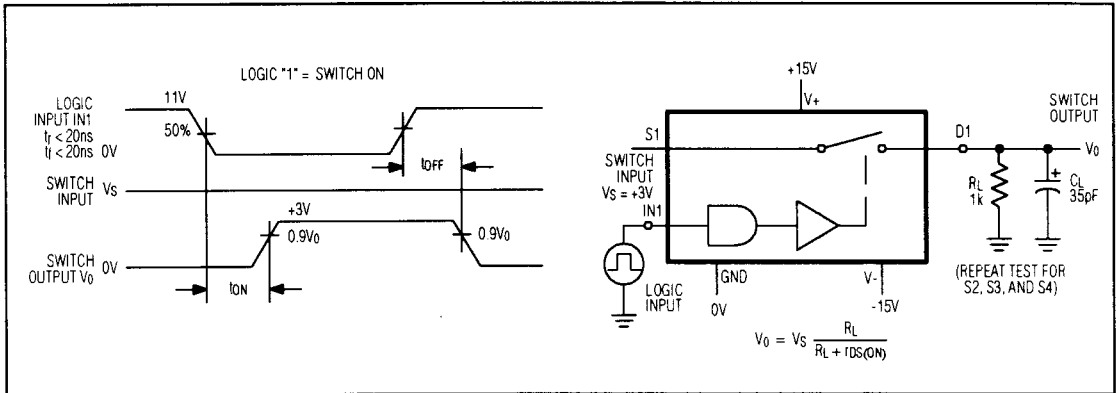 LOGIC "1" = SWITCH ON
LOGIC
INPUT IN1
tr < 20ns
tf < 20ns
11V
50%
0V
tOFF
SWITCH
INPUT
VS
+3V
0.9V0
0.9V0
SWITCH
OUTPUT V0
0V
tON
+15V
V+
SWITCH
OUTPUT
S1
D1
V0
SWITCH
INPUT
VS = +3V
RL
1k
+
CL
35pF
IN1
LOGIC
INPUT
GND
0V
V-
-15V
(REPEAT TEST FOR
S2, S3, AND S4)
V0 = VS RL
RL + rDS(ON)